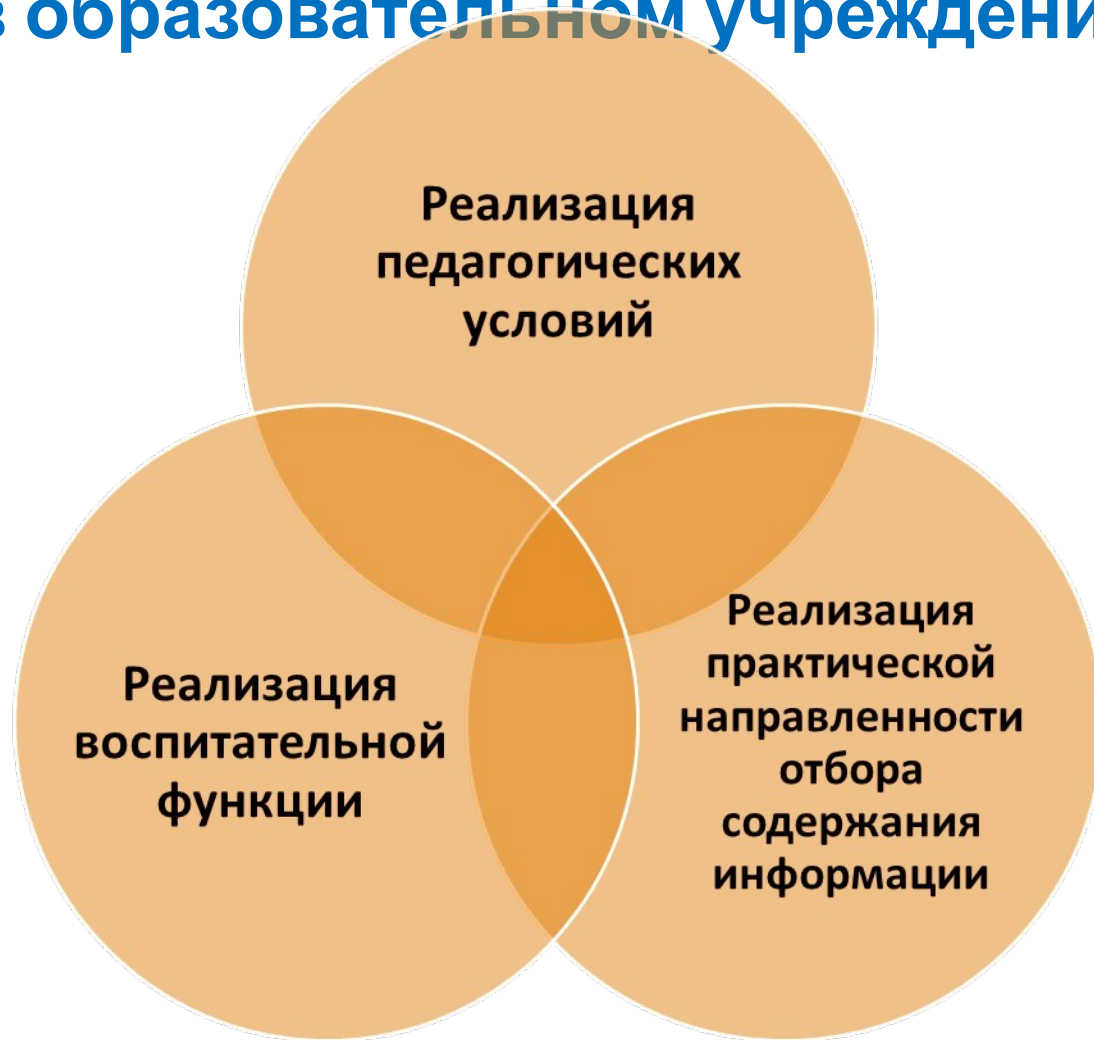 в образовательном учреждени
Реализация
педагогических
условий
Реализация
воспитательной
функции
Реализация
практической
направленности
отбора
содержания
информации